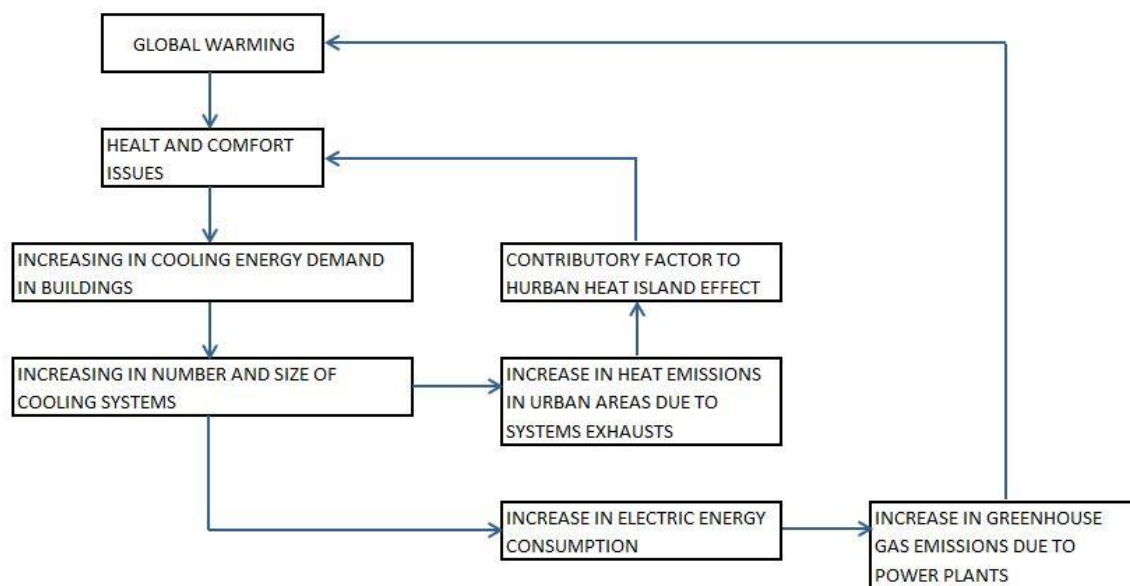 GLOBAL WARMING
HEALT AND COMFORT
ISSUES
INCREASING IN COOLING ENERGY DEMAND
IN BUILDINGS
CONTRIBUTORY FACTOR TO
HURBAN HEAT ISLAND EFFECT
INCREASING IN NUMBER AND SIZE OF
COOLING SYSTEMS
INCREASE IN HEAT EMISSIONS
IN URBAN AREAS DUE TO
SYSTEMS EXHAUSTS
INCREASE IN ELECTRIC ENERGY
CONSUMPTION
INCREASE IN GREENHOUSE
GAS EMISSIONS DUE TO
POWER PLANTS